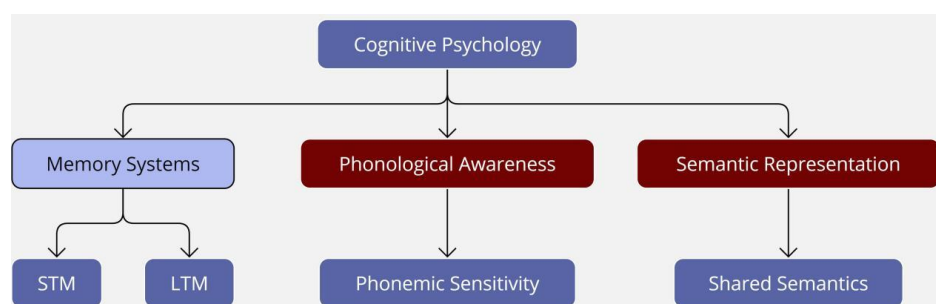 Cognitive Psychology
Memory Systems
Phonological Awareness
Semantic Representation
STM
LTM
Phonemic Sensitivity
Shared Semantics